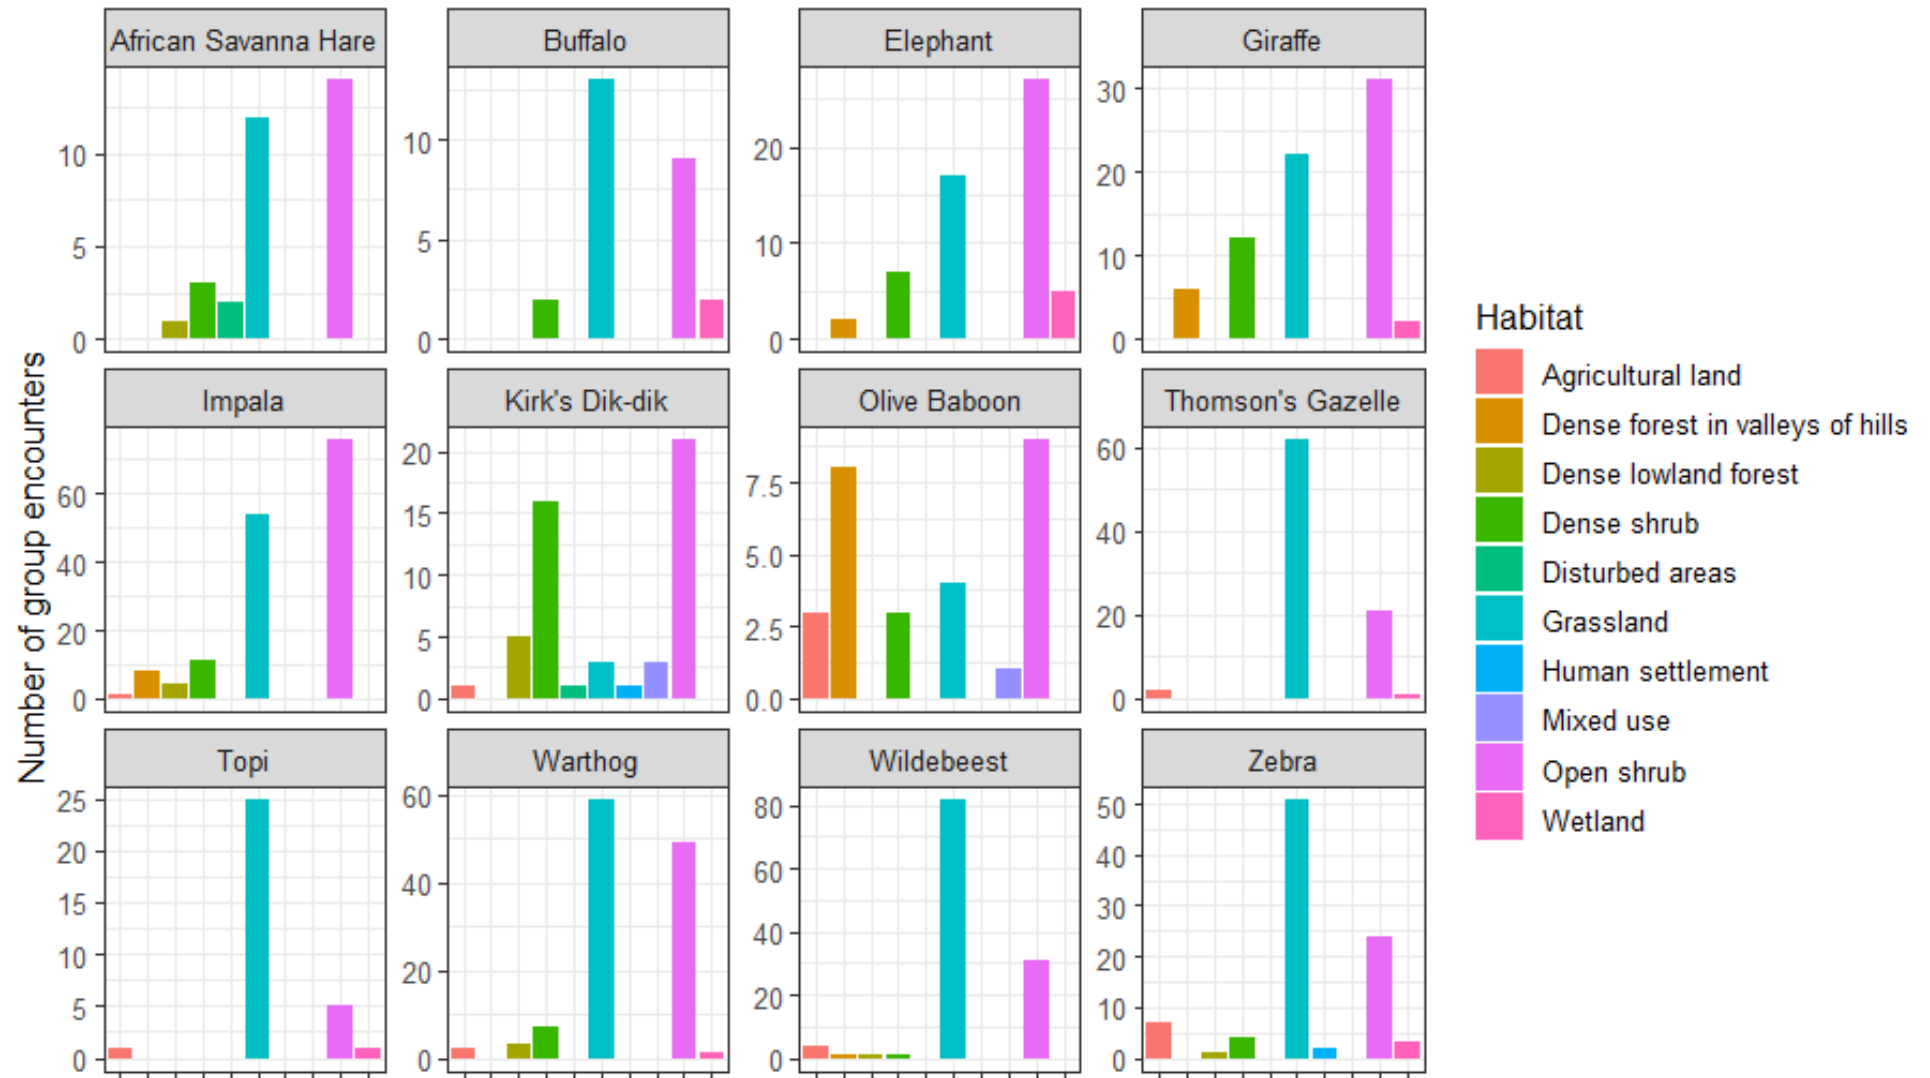 African Savanna Hare
Buffalo
Elephant
Giraffe
10
5
0
10
5
0
20
10
0
30
20
10
0
Number of group encounters
Impala
Kirk's Dik-dik
Olive Baboon
Thomson's Gazelle
60
40
20
0
20
15
10
5
0
7.5
5.0
2.5
0.0
60
40
20
0
Topi
Warthog
Wildebeest
Zebra
25
20
15
10
5
0
60
40
20
0
80
60
40
20
0
50
40
30
20
10
0
Habitat
Agricultural land
Dense forest in valleys of hills
Dense lowland forest
Dense shrub
Disturbed areas
Grassland
Human settlement
Mixed use
Open shrub
Wetland